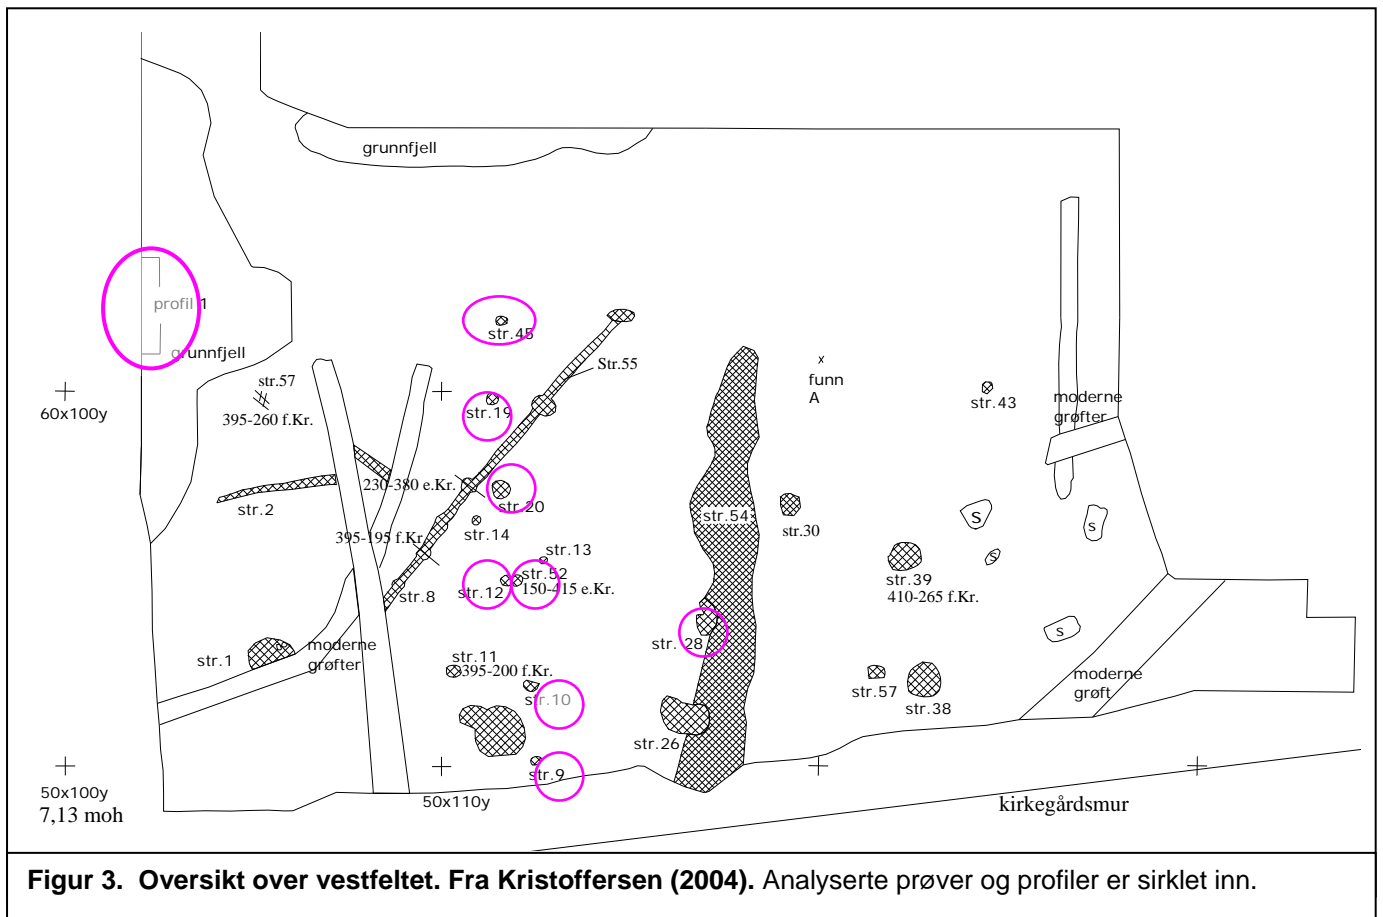 grunnfjell
profil 1
grunnfjell
str.45
str.57
Str.55
funn
A
60x100y
395-260 f.Kr.
str.19
str.43
moderne
grøfter
230-380 e.Kr.
str.2
str.20
str.54
str.30
s
s
s
str.14
395-195 f.Kr.
str.13
str.52
str.8
str.12
150-415 e.Kr.
str.39
410-265 f.Kr.
s
moderne
grøfter
str.1
str. 28
str.11
395-200 f.Kr.
str.10
str.57
str.38
moderne
grøft
str.26
str.9
50x100y
50x110y
7,13 moh
kirkegårdsmur
Figur 3. Oversikt over vestfeltet. Fra Kristoffersen (2004). Analyserte prøver og profiler er sirklet inn.